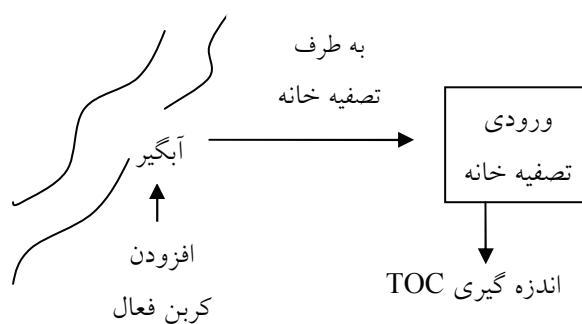 به طرف
تصفیه خانه
ورودی
تصفیه خانه
آبگیر
افزودن
کربن فعال
اندزه گیری TOC